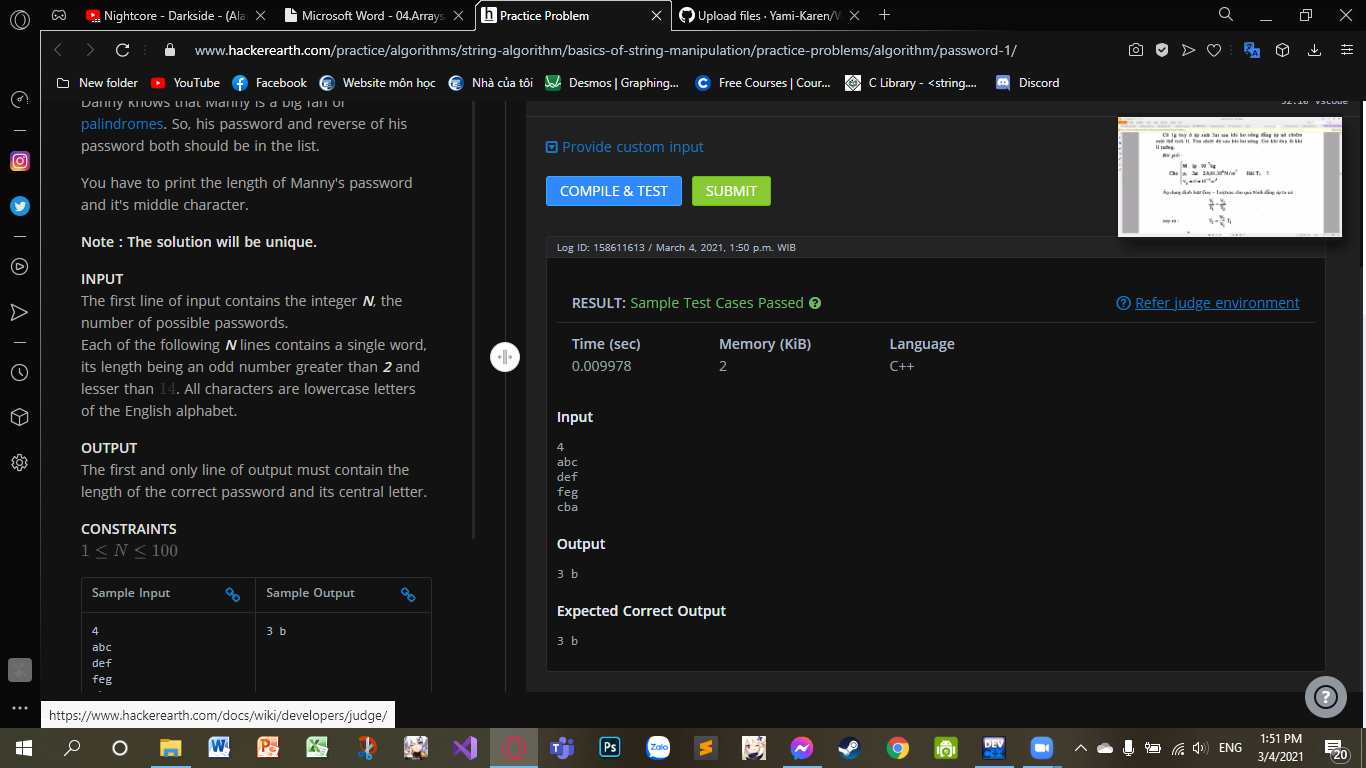 Nightcore - Darkside - (Ala
Microsoft Word - 04.Arrays.
Practice Problem
Upload files · Yami-Karen/W
www.hackerearth.com/practice/algorithms/string-algorithm/basics-of-string-manipulation/practice-problems/algorithm/password-1/
New folder
YouTube
Facebook
Website môn học
Nhà của tôi
Desmos | Graphing...
Free Courses | Cour...
C Library - <string....
Discord
Danny knows that Manny is a big fan of
palindromes. So, his password and reverse of his
password both should be in the list.
You have to print the length of Manny's password
and it's middle character.
Note : The solution will be unique.
INPUT
The first line of input contains the integer N, the
number of possible passwords.
Each of the following N lines contains a single word,
its length being an odd number greater than 2 and
lesser than 14. All characters are lowercase letters
of the English alphabet.
OUTPUT
The first and only line of output must contain the
length of the correct password and its central letter.
CONSTRAINTS
1 ≤ N ≤ 100
Sample Input
Sample Output
4
abc
def
feg
3 b
https://www.hackerearth.com/docs/wiki/developers/judge/
vscode
Provide custom input
COMPILE & TEST
SUBMIT
Log ID: 158611613 / March 4, 2021, 1:50 p.m. WIB
RESULT: Sample Test Cases Passed
Refer judge environment
Time (sec)
Memory (KiB)
Language
0.009978
2
C++
Input
4
abc
def
feg
cba
Output
3 b
Expected Correct Output
3 b
ENG
1:51 PM
3/4/2021
20